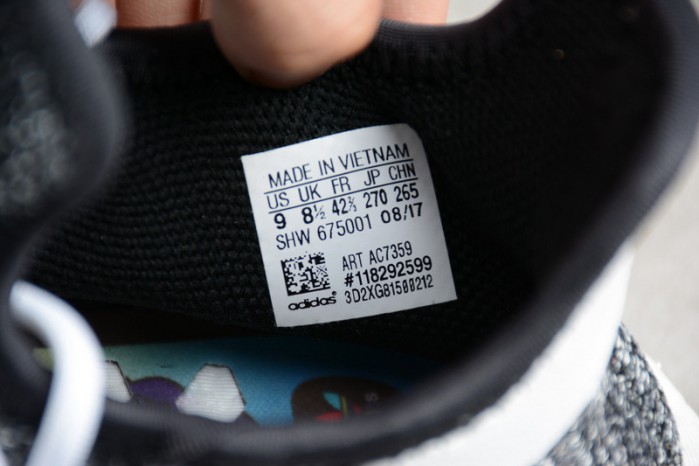 MADE IN VIETNAM
US UK FR JP CHN
9 8½ 42⅔ 270 265
SHW 675001 08/17
ART AC7359
#118292599
adidas® 3D2XG81500212